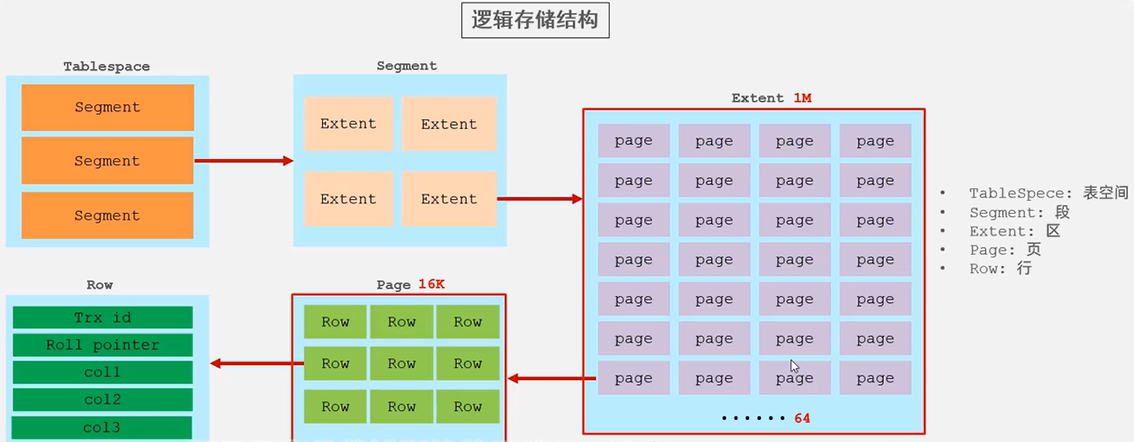 逻辑存储结构
Tablespace
Segment
Segment
Segment
Segment
Extent Extent
Extent Extent
Extent 1M
page page page page
page page page page
page page page page
page page page page
page page page page
page page page page
page page page page
······ 64
• TableSpece: 表空间
• Segment: 段
• Extent: 区
• Page: 页
• Row: 行
Row
Trx id
Roll pointer
col1
col2
col3
Page 16K
Row Row Row
Row Row Row
Row Row Row